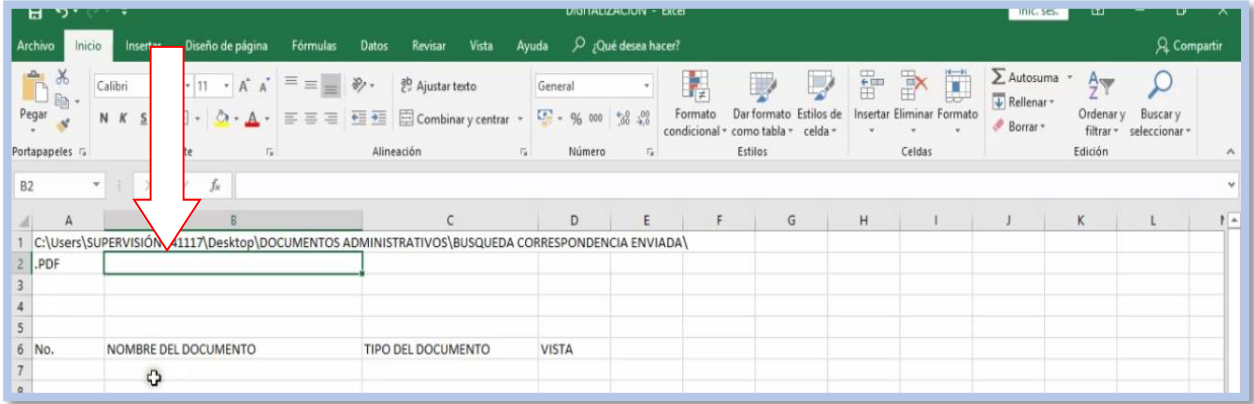 DIGITALIZACION - Excel Inic. ses.
Archivo Inicio Insertar Diseño de página Fórmulas Datos Revisar Vista Ayuda ¿Qué desea hacer? Compartir
Pegar
Calibri 11
N K S
Ajustar texto
Combinar y centrar
General
% 000
Formato condicional
Dar formato como tabla
Estilos de celda
Insertar Eliminar Formato
Autosuma
Rellenar
Borrar
Ordenar y filtrar
Buscar y seleccionar
Portapapeles Alineación Número Estilos Celdas Edición
B2 fx
A B C D E F G H I J K L
1 C:\Users\SUPERVISIÓN 41117\Desktop\DOCUMENTOS ADMINISTRATIVOS\BUSQUEDA CORRESPONDENCIA ENVIADA\
2 .PDF
3
4
5
6 No. NOMBRE DEL DOCUMENTO TIPO DEL DOCUMENTO VISTA
7